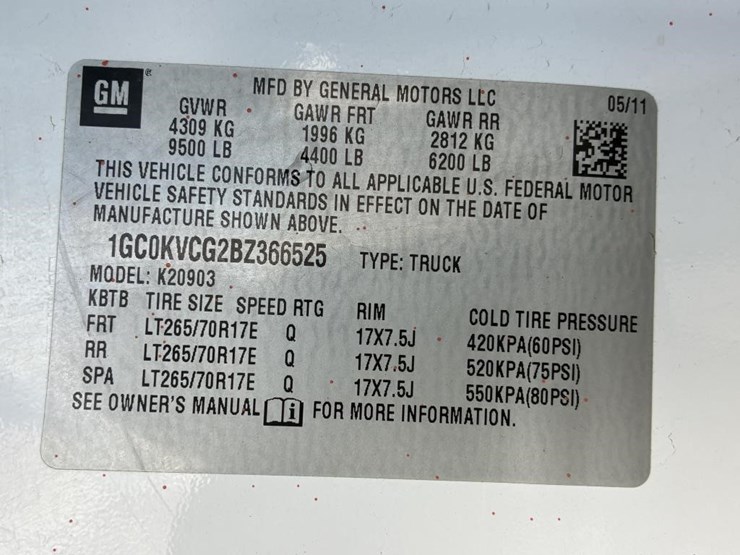 GM
MFD BY GENERAL MOTORS LLC 05/11
GVWR GAWR FRT GAWR RR
4309 KG 1996 KG 2812 KG
9500 LB 4400 LB 6200 LB
THIS VEHICLE CONFORMS TO ALL APPLICABLE U.S. FEDERAL MOTOR
VEHICLE SAFETY STANDARDS IN EFFECT ON THE DATE OF
MANUFACTURE SHOWN ABOVE.
1GC0KVCG2BZ366525 TYPE: TRUCK
MODEL: K20903
KBTB TIRE SIZE SPEED RTG RIM COLD TIRE PRESSURE
FRT LT265/70R17E Q 17X7.5J 420KPA(60PSI)
RR LT265/70R17E Q 17X7.5J 520KPA(75PSI)
SPA LT265/70R17E Q 17X7.5J 550KPA(80PSI)
SEE OWNER'S MANUAL i FOR MORE INFORMATION.